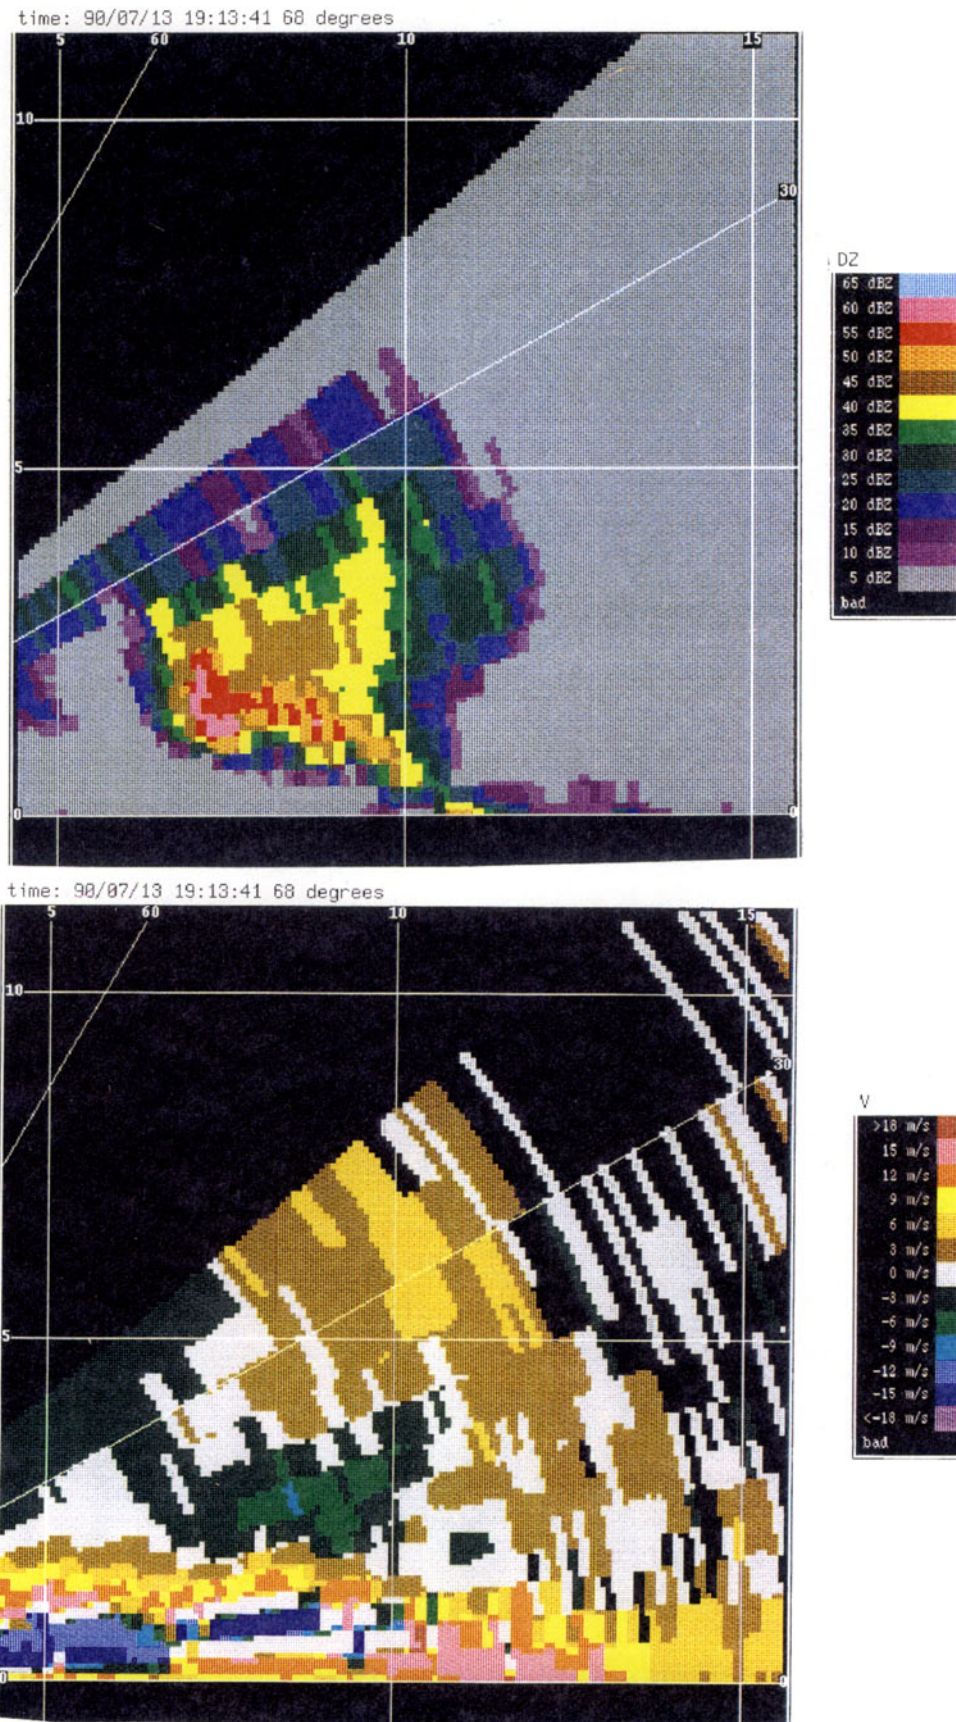 time: 90/07/13 19:13:41 68 degrees
5 60 10 15
10
30
5
0 0
DZ
65 dBZ
60 dBZ
55 dBZ
50 dBZ
45 dBZ
40 dBZ
35 dBZ
30 dBZ
25 dBZ
20 dBZ
15 dBZ
10 dBZ
5 dBZ
bad
time: 90/07/13 19:13:41 68 degrees
5 60 10 15
10
30
5
0 0
V
>18 m/s
15 m/s
12 m/s
9 m/s
6 m/s
3 m/s
0 m/s
-3 m/s
-6 m/s
-9 m/s
-12 m/s
-15 m/s
<-18 m/s
bad